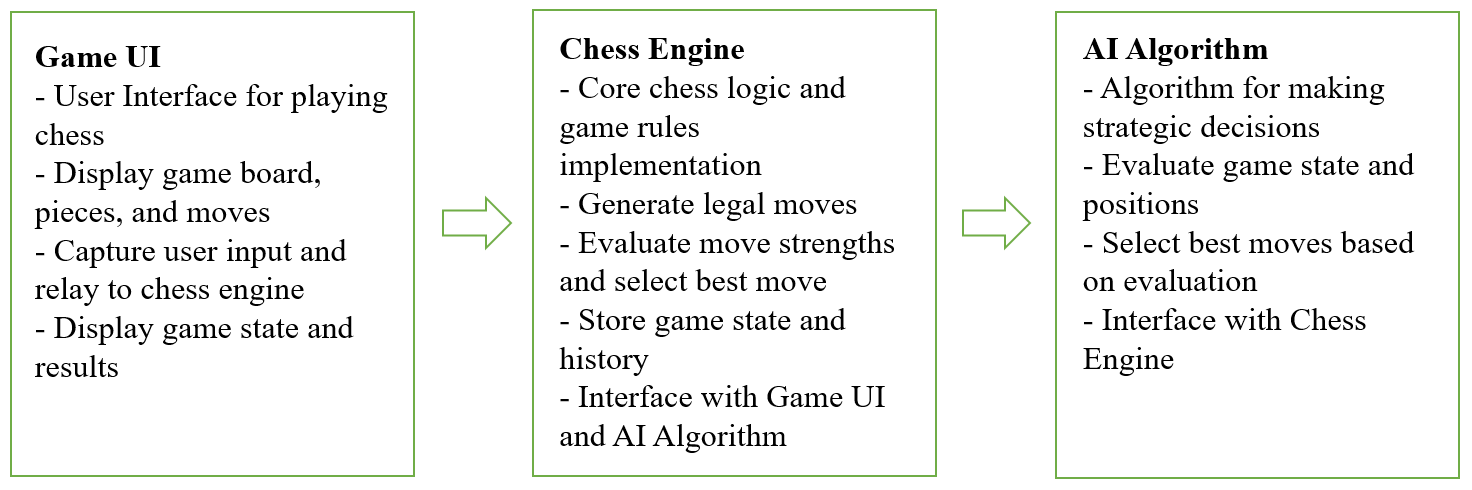 Game UI
- User Interface for playing
chess
- Display game board,
pieces, and moves
- Capture user input and
relay to chess engine
- Display game state and
results
Chess Engine
- Core chess logic and
game rules
implementation
- Generate legal moves
- Evaluate move strengths
and select best move
- Store game state and
history
- Interface with Game UI
and AI Algorithm
AI Algorithm
- Algorithm for making
strategic decisions
- Evaluate game state and
positions
- Select best moves based
on evaluation
- Interface with Chess
Engine